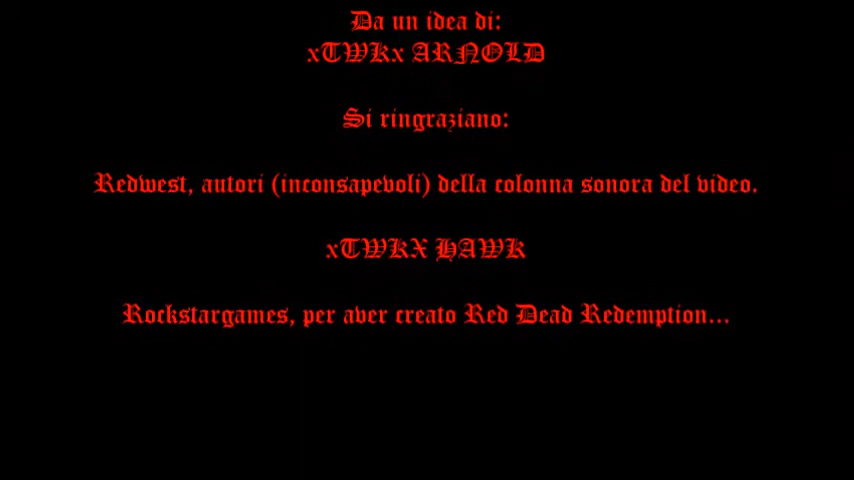 Da un idea di:
xTWKx ARNOLD
Si ringraziano:
Redwest, autori (inconsapevoli) della colonna sonora del video.
xTWKX HAWK
Rockstargames, per aver creato Red Dead Redemption...